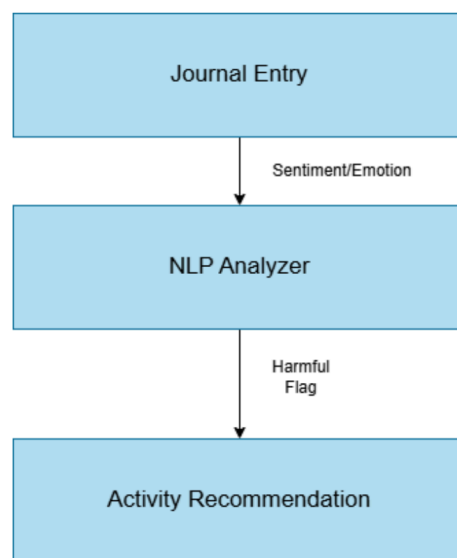 Journal Entry
Sentiment/Emotion
NLP Analyzer
Harmful
Flag
Activity Recommendation